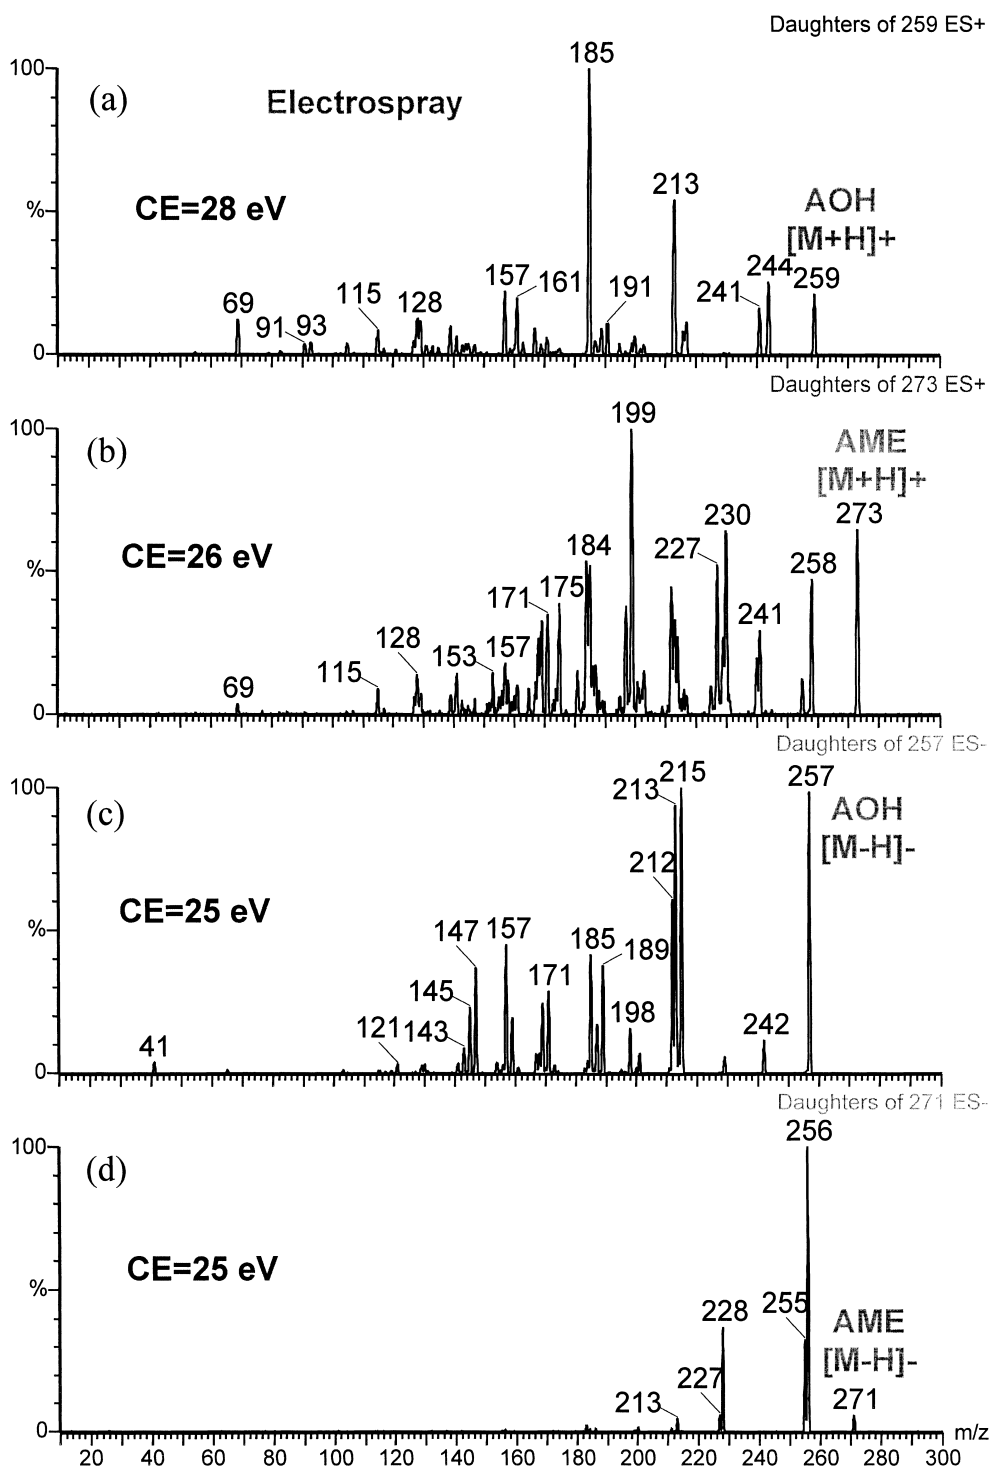 Daughters of 259 ES+
185
100
(a)
Electrospray
213
AOH
CE=28 eV
%
[M+H]+
244
259
157
161
191
241
115
128
69
91
93
0
Daughters of 273 ES+
199
100
(b)
AME
[M+H]+
230
273
CE=26 eV
184
227
258
%
171
175
241
128
153
157
115
69
0
Daughters of 257 ES-
215
257
100
213
(c)
AOH
[M-H]-
212
CE=25 eV
147
157
%
185
189
171
145
198
121
143
242
41
0
Daughters of 271 ES-
256
100
(d)
CE=25 eV
%
228
255
AME
[M-H]-
227
213
271
0
m/z
20 40 60 80 100 120 140 160 180 200 220 240 260 280 300